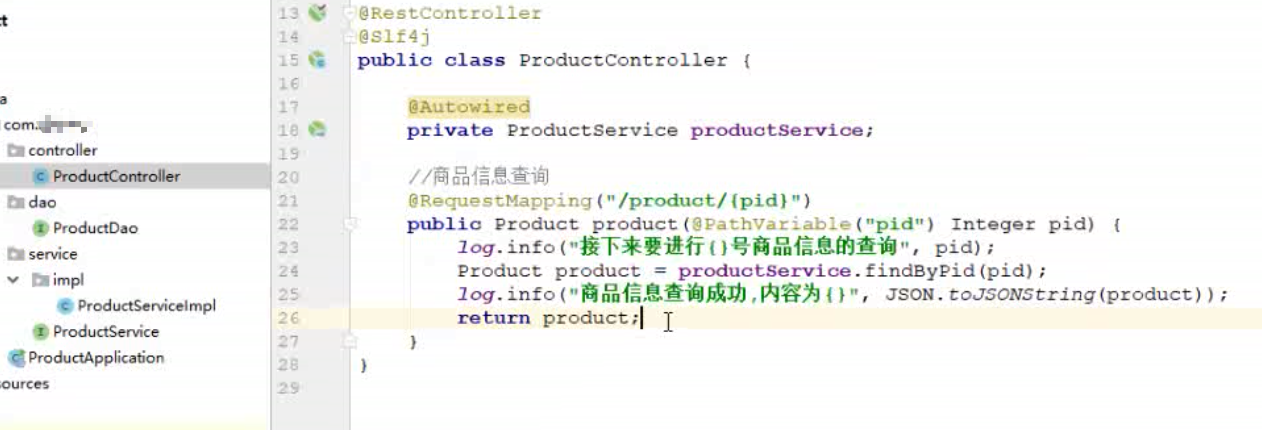 ct
a
com.
controller
ProductController
dao
ProductDao
service
impl
ProductServiceImpl
ProductService
ProductApplication
sources
13 @RestController
14 @Slf4j
15 public class ProductController {
16
17 @Autowired
18 private ProductService productService;
19
20 //商品信息查询
21 @RequestMapping("/product/{pid}")
22 public Product product(@PathVariable("pid") Integer pid) {
23 log.info("接下来要进行{}号商品信息的查询", pid);
24 Product product = productService.findByPid(pid);
25 log.info("商品信息查询成功,内容为{}", JSON.toJSONString(product));
26 return product;
27 }
28 }
29